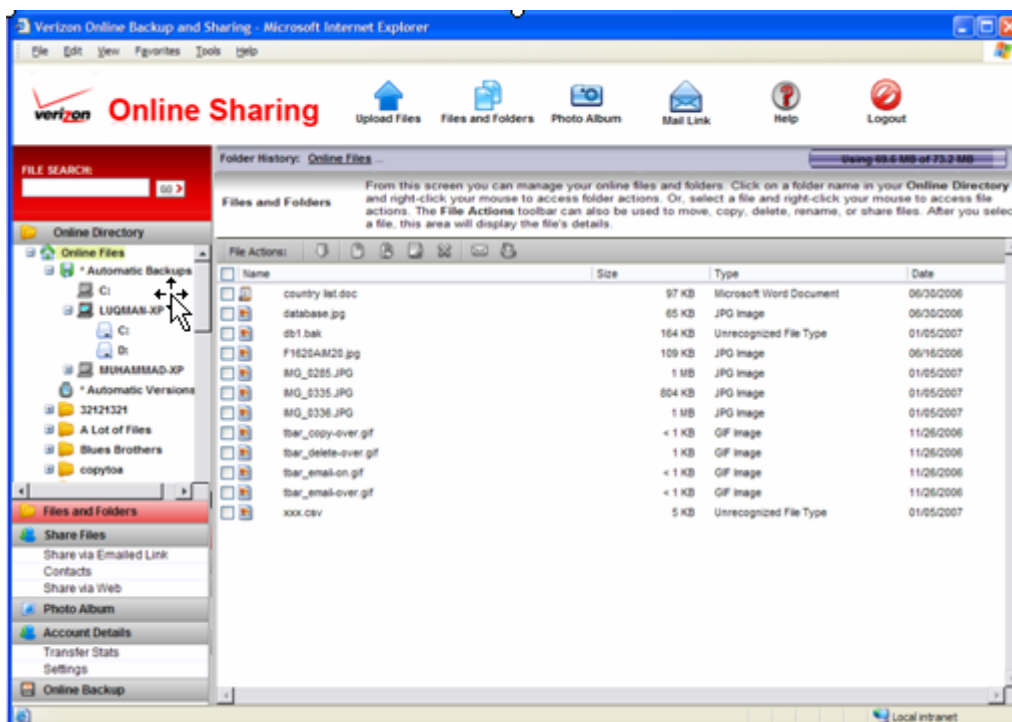 Verizon Online Backup and Sharing - Microsoft Internet Explorer
File Edit View Favorites Tools Help
verizon Online Sharing
Upload Files Files and Folders Photo Album Mail Link Help Logout
FILE SEARCH:
GO
Folder History: Online Files ...
Using 69.6 MB of 73.2 MB
Files and Folders
From this screen you can manage your online files and folders. Click on a folder name in your Online Directory
and right-click your mouse to access folder actions. Or, select a file and right-click your mouse to access file
actions. The File Actions toolbar can also be used to move, copy, delete, rename, or share files. After you selec
a file, this area will display the file's details.
Online Directory
Online Files
* Automatic Backups
C:
LUQMAN-XP
C:
D:
MUHAMMAD-XP
* Automatic Versions
32121321
A Lot of Files
Blues Brothers
copytoa
Files and Folders
Share Files
Share via Emailed Link
Contacts
Share via Web
Photo Album
Account Details
Transfer Stats
Settings
Online Backup
File Actions:
Name Size Type Date
country list.doc 97 KB Microsoft Word Document 06/30/2006
database.jpg 65 KB JPG Image 06/30/2006
db1.bak 164 KB Unrecognized File Type 01/05/2007
F1620AIM20.jpg 109 KB JPG Image 06/16/2006
IMG_0285.JPG 1 MB JPG Image 01/05/2007
IMG_0335.JPG 804 KB JPG Image 01/05/2007
IMG_0336.JPG 1 MB JPG Image 01/05/2007
tbar_copy-over.gif < 1 KB GIF Image 11/26/2006
tbar_delete-over.gif 1 KB GIF Image 11/26/2006
tbar_email-on.gif < 1 KB GIF Image 11/26/2006
tbar_email-over.gif < 1 KB GIF Image 11/26/2006
xxx.csv 5 KB Unrecognized File Type 01/05/2007
Local intranet